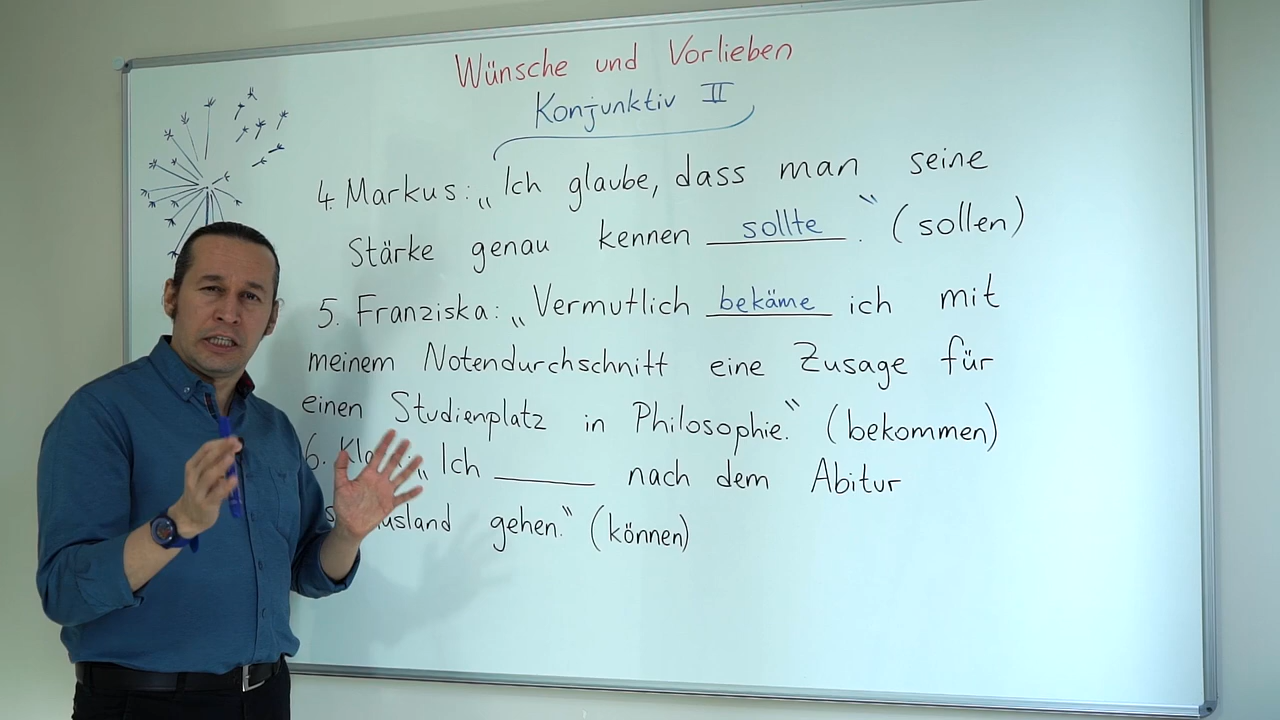 Wünsche und Vorlieben
Konjunktiv II
4. Markus: „Ich glaube, dass man seine
Stärke genau kennen sollte." (sollen)
5. Franziska: „Vermutlich bekäme ich mit
meinem Notendurchschnitt eine Zusage für
einen Studienplatz in Philosophie." (bekommen)
6. „Ich ______ nach dem Abitur
gehen." (können)